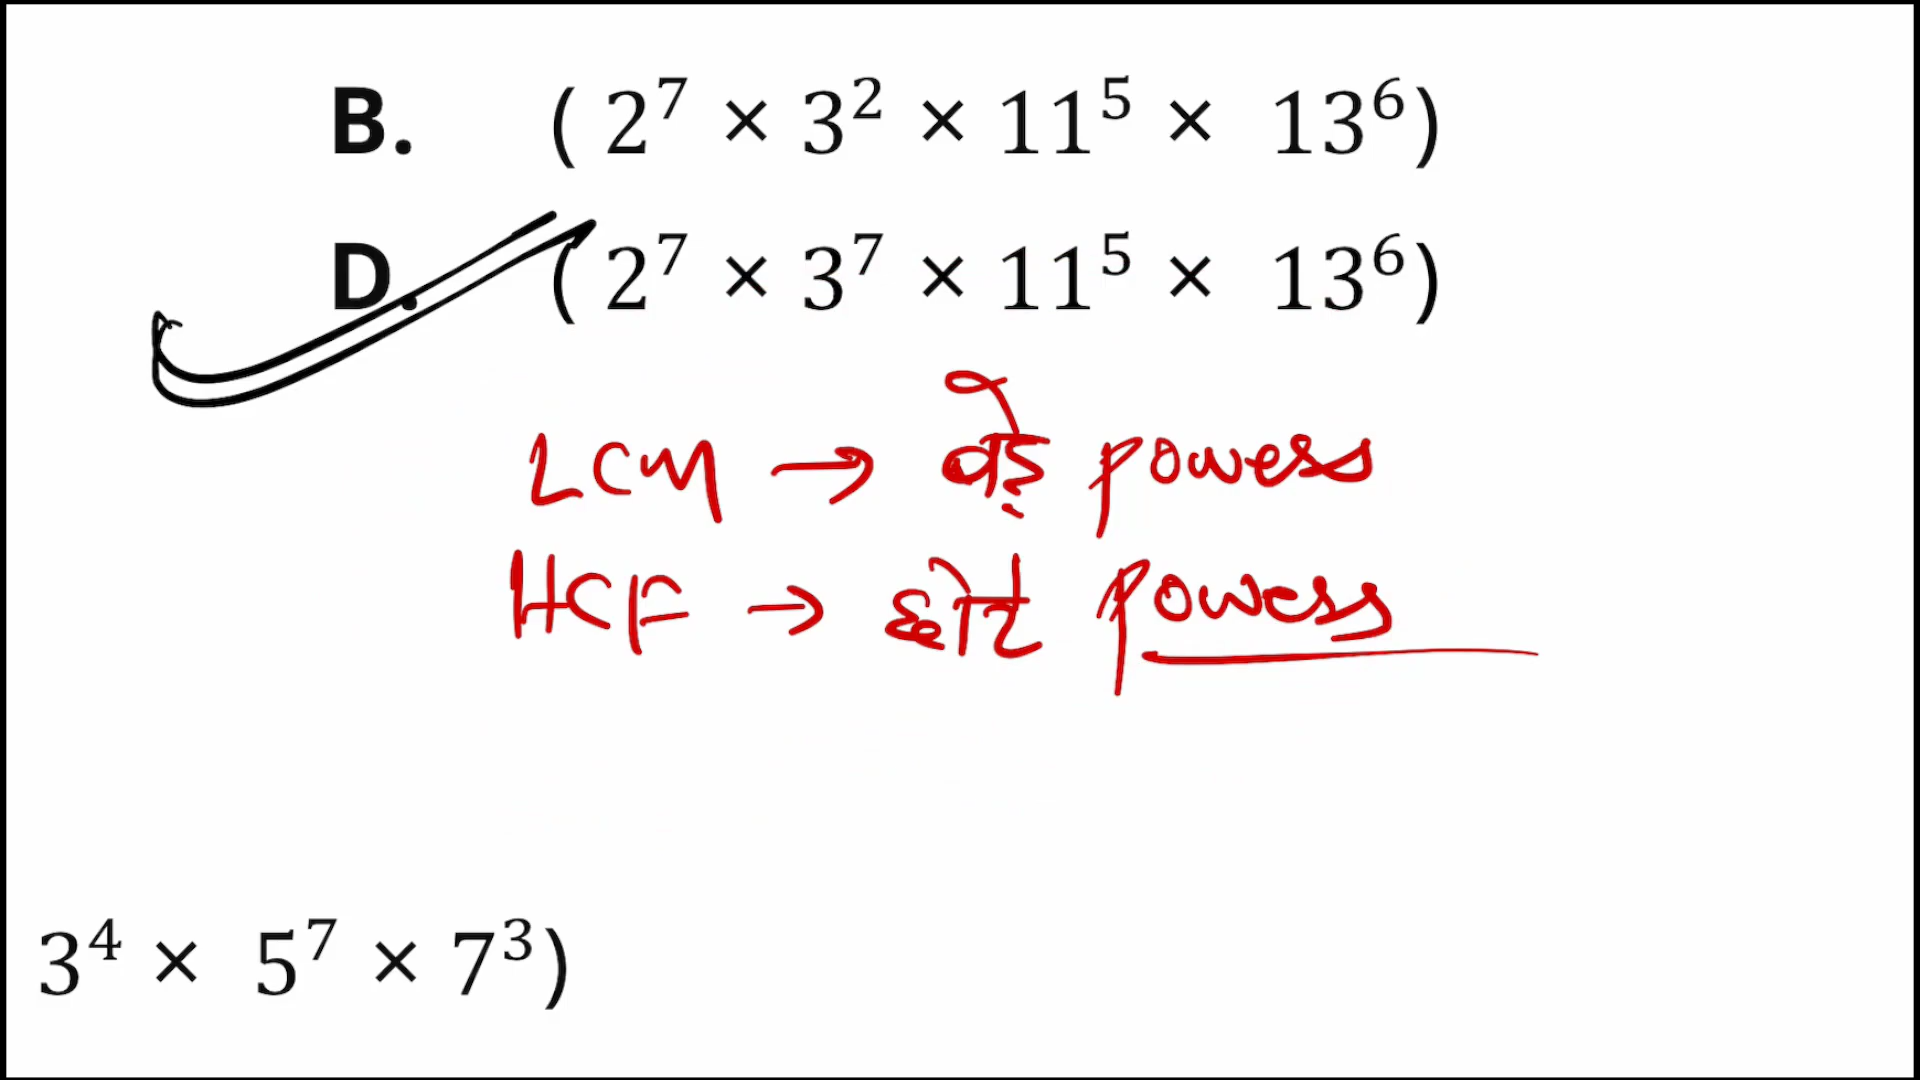 B. ( 2⁷ × 3² × 11⁵ × 13⁶)
D. ( 2⁷ × 3⁷ × 11⁵ × 13⁶)
LCM → बड़ी powers
HCF → छोटी powers
3⁴ × 5⁷ × 7³)